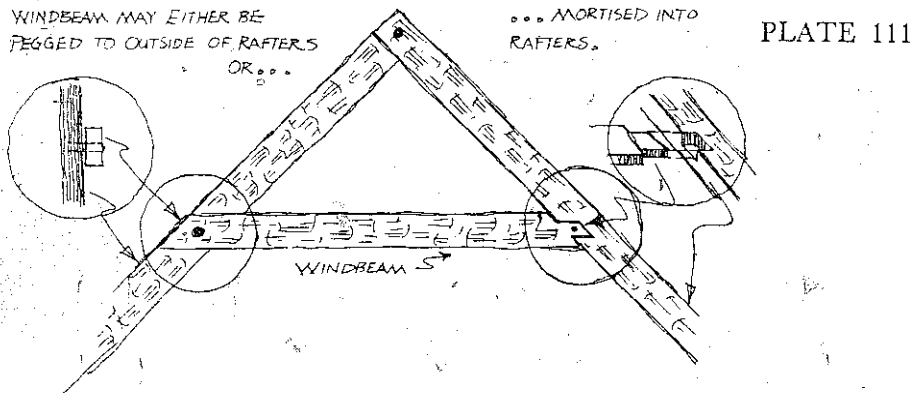 WINDBEAM MAY EITHER BE
PEGGED TO OUTSIDE OF RAFTERS
OR...
... MORTISED INTO
RAFTERS.
PLATE 111
WINDBEAM